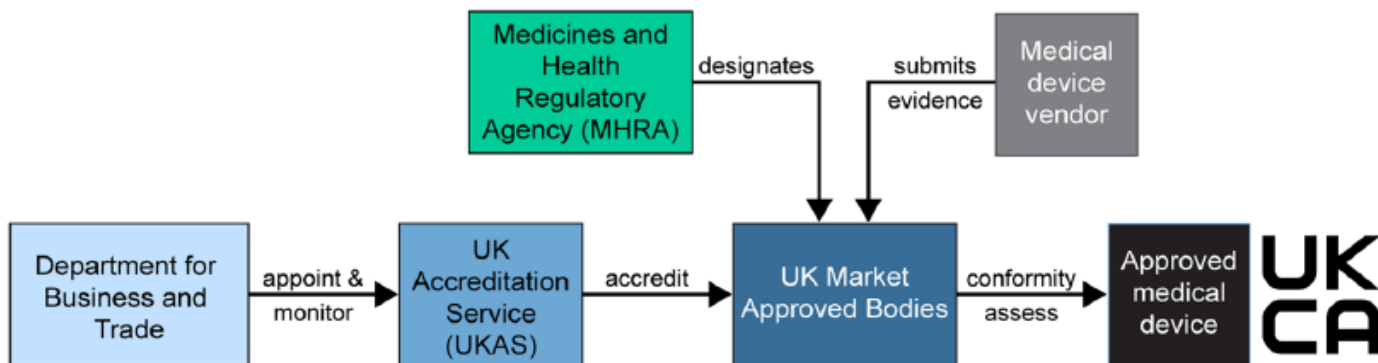 Medicines and
Health
Regulatory
Agency (MHRA)
designates
submits
evidence
Medical
device
vendor
Department for
Business and
Trade
appoint &
monitor
UK
Accreditation
Service
(UKAS)
accredit
UK Market
Approved Bodies
conformity
assess
Approved
medical
device
UK
CA